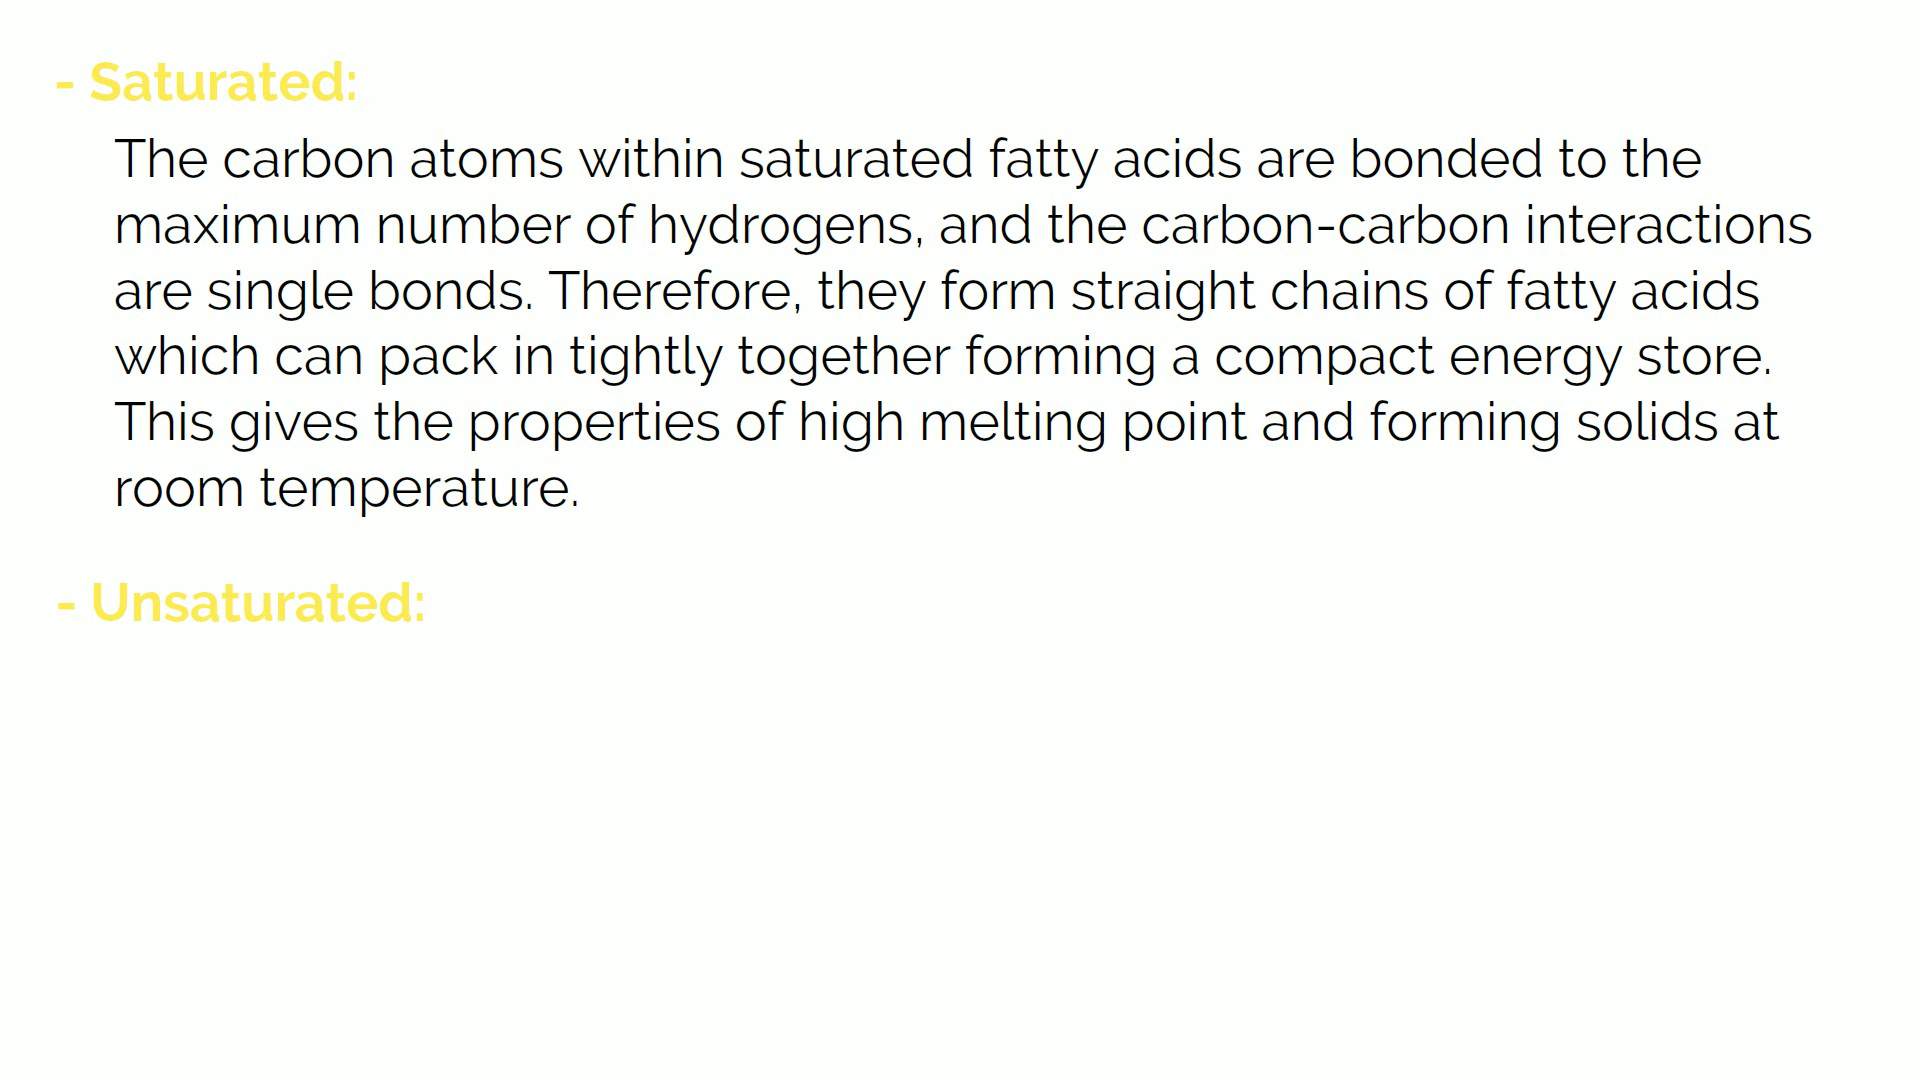 - Saturated:
The carbon atoms within saturated fatty acids are bonded to the
maximum number of hydrogens, and the carbon-carbon interactions
are single bonds. Therefore, they form straight chains of fatty acids
which can pack in tightly together forming a compact energy store.
This gives the properties of high melting point and forming solids at
room temperature.
- Unsaturated: